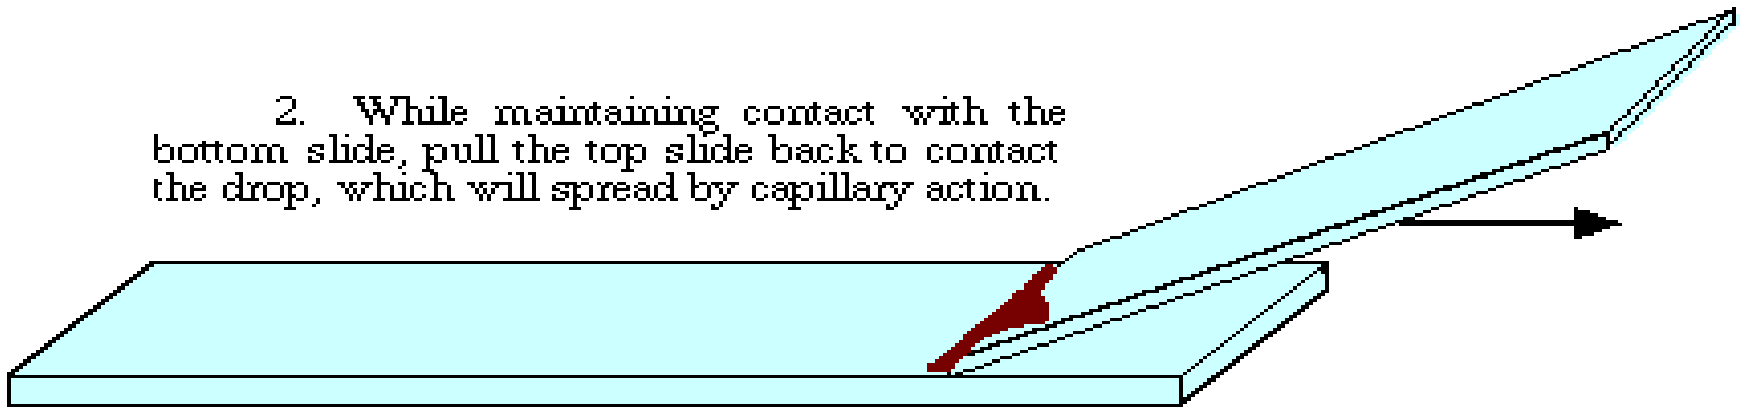 2. While maintaining contact with the
bottom slide, pull the top slide back to contact
the drop, which will spread by capillary action.